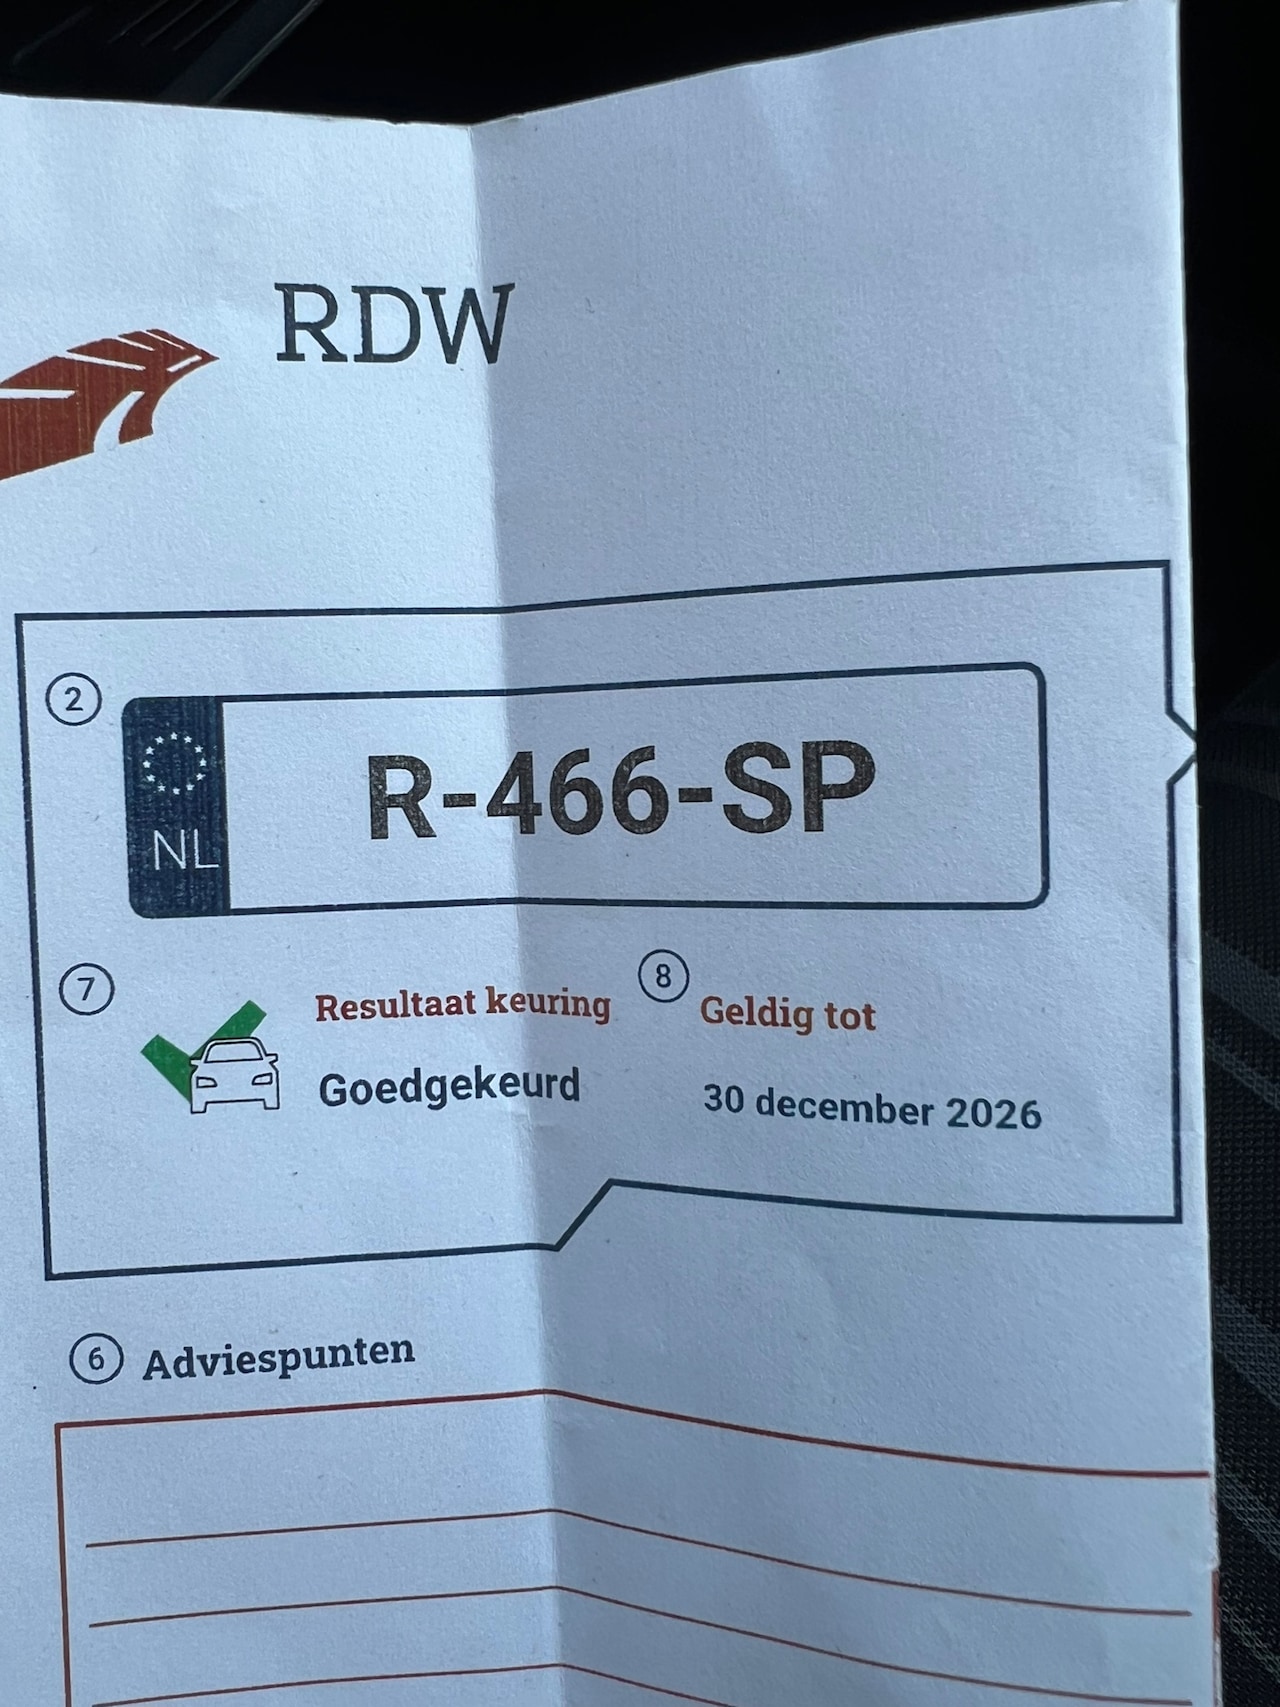 RDW
2
NL
R-466-SP
7
Resultaat keuring
Goedgekeurd
8
Geldig tot
30 december 2026
6 Adviespunten